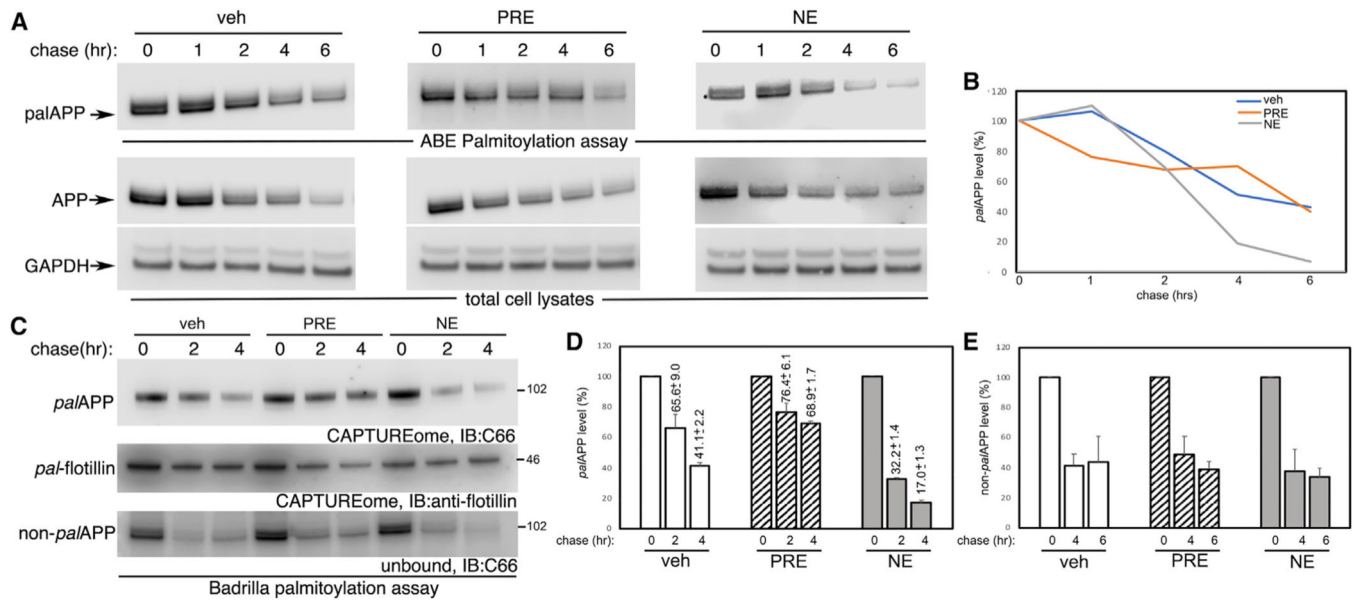 A
veh
PRE
NE
chase (hr): 0 1 2 4 6 0 1 2 4 6 0 1 2 4 6
palAPP
ABE Palmitoylation assay
APP
GAPDH
total cell lysates
B
120
100
80
60
40
20
0
palAPP level (%)
veh
PRE
NE
0 1 2 4 6
chase (hrs)
C
veh PRE NE
chase(hr): 0 2 4 0 2 4 0 2 4
palAPP
102
CAPTUREome, IB:C66
pal-flotillin
46
CAPTUREome, IB:anti-flotillin
non-palAPP
102
unbound, IB:C66
Badrilla palmitoylation assay
D
120
100
80
60
40
20
0
palAPP level (%)
65.6± 9.0
41.1± 2.2
76.4± 6.1
68.9± 1.7
32.2± 1.4
17.0± 1.3
chase (hr): 0 2 4 0 2 4 0 2 4
veh PRE NE
E
120
100
80
60
40
20
0
non-palAPP level (%)
chase (hr): 0 4 6 0 4 6 0 4 6
veh PRE NE